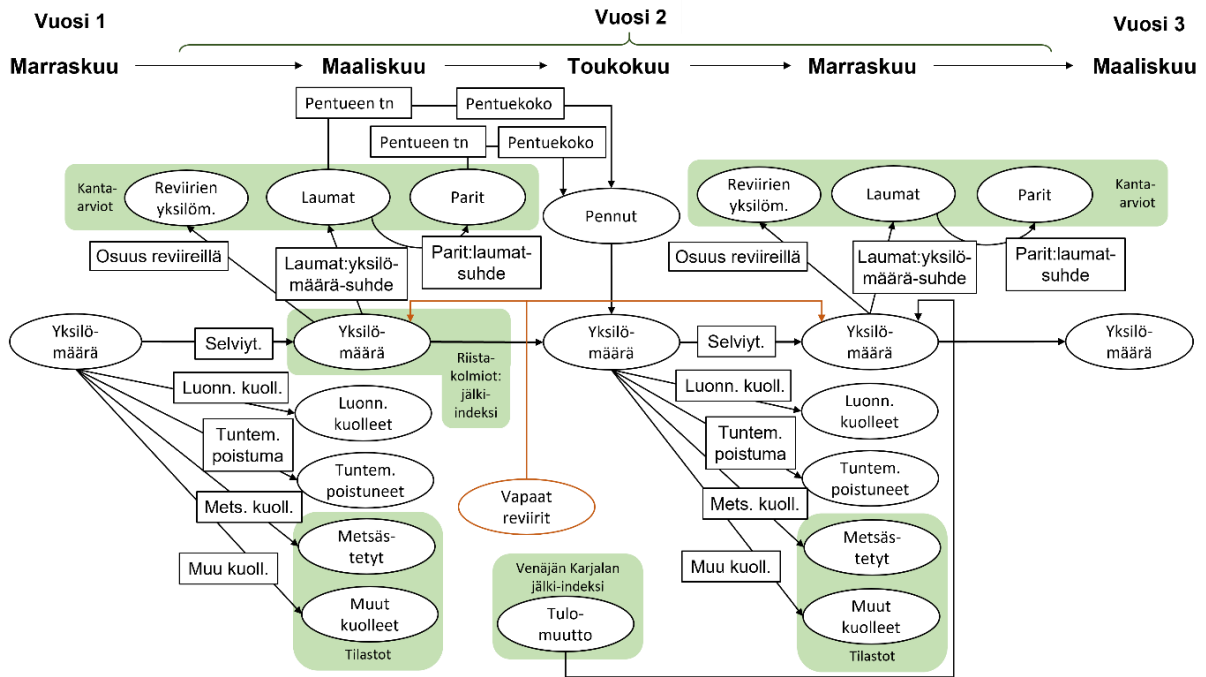 Vuosi 1
Vuosi 2
Vuosi 3
Marraskuu
Maaliskuu
Toukokuu
Marraskuu
Maaliskuu
Pentueen tn
Pentuekoko
Pentueen tn
Pentuekoko
Kanta-
arviot
Reviirien
yksilöm.
Laumat
Parit
Pennut
Reviirien
yksilöm.
Laumat
Parit
Kanta-
arviot
Osuus reviireillä
Laumat:yksilö-
määrä-suhde
Parit:laumat-
suhde
Osuus reviireillä
Laumat:yksilö-
määrä-suhde
Parit:laumat-
suhde
Yksilö-
määrä
Selviyt.
Yksilö-
määrä
Riista-
kolmiot:
jälki-
indeksi
Yksilö-
määrä
Selviyt.
Yksilö-
määrä
Yksilö-
määrä
Luonn. kuoll.
Luonn.
kuolleet
Tuntem.
poistuma
Tuntem.
poistuneet
Mets. kuoll.
Metsäs-
tetyt
Muu kuoll.
Muut
kuolleet
Tilastot
Vapaat
reviirit
Venäjän Karjalan
jälki-indeksi
Tulo-
muutto
Luonn. kuoll.
Luonn.
kuolleet
Tuntem.
poistuma
Tuntem.
poistuneet
Mets. kuoll.
Metsäs-
tetyt
Muu kuoll.
Muut
kuolleet
Tilastot